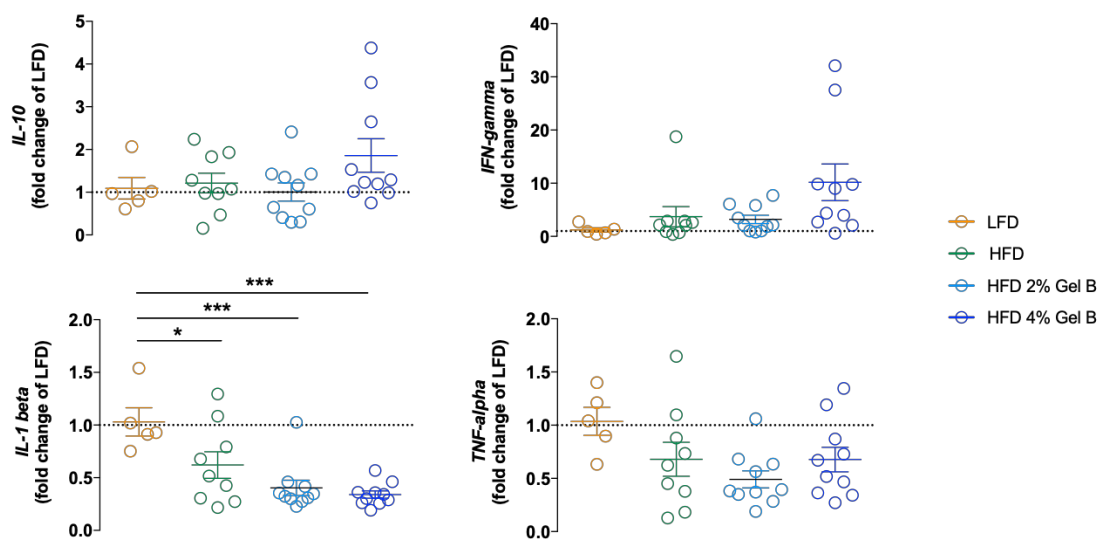 IL-10
(fold change of LFD)
5
4
3
2
1
0
IFN-gamma
(fold change of LFD)
40
30
20
10
0
LFD
HFD
HFD 2% Gel B
HFD 4% Gel B
***
***
*
IL-1 beta
(fold change of LFD)
2.0
1.5
1.0
0.5
0.0
TNF-alpha
(fold change of LFD)
2.0
1.5
1.0
0.5
0.0